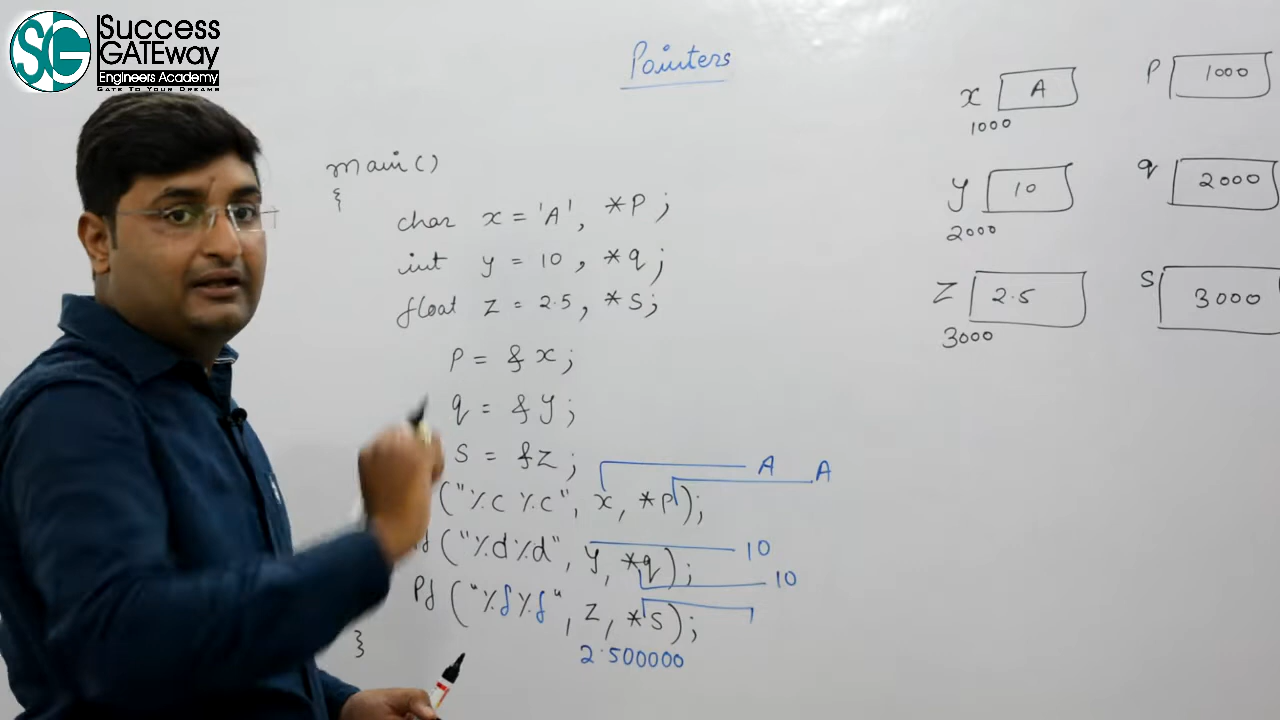 Success
GATEway
Engineers Academy
GATE TO YOUR DREAMS
SG
Pointers
main()
{
char x = 'A', *P;
int y = 10, *q;
float z = 2.5, *S;
P = & x;
q = & y;
S = & z;
("%c %c", x, *P); A A
("%d %d", y, *q); 10
10
Pf ("%f %f", z, *S);
2.500000
}
x A
1000
y 10
2000
Z 2.5
3000
P 1000
q 2000
S 3000